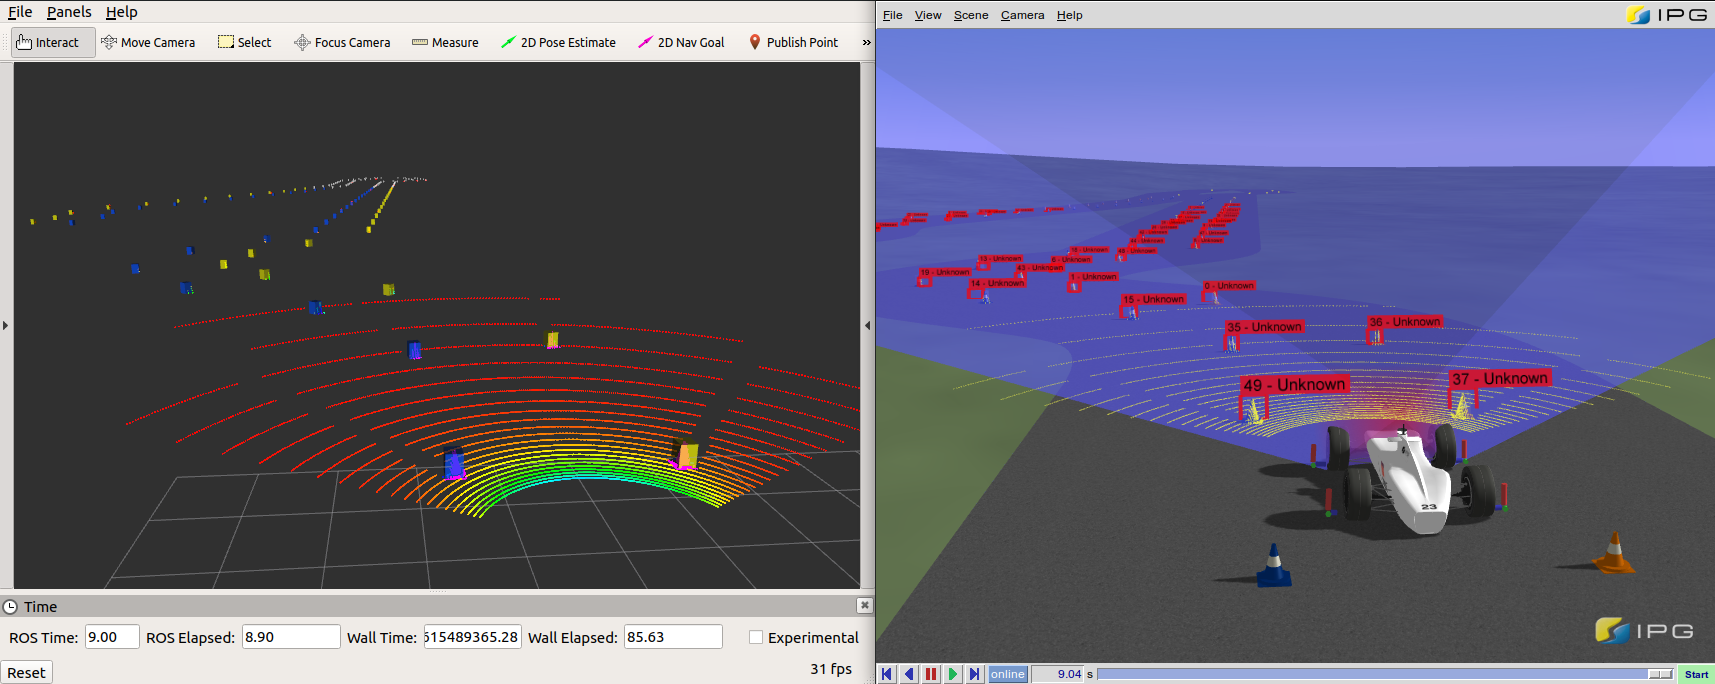 File Panels Help
Interact Move Camera Select Focus Camera Measure 2D Pose Estimate 2D Nav Goal Publish Point »
Time
ROS Time: 9.00 ROS Elapsed: 8.90 Wall Time: 615489365.28 Wall Elapsed: 85.63 Experimental
Reset 31 fps
File View Scene Camera Help IPG
19 - Unknown
13 - Unknown
14 - Unknown
43 - Unknown
6 - Unknown
1 - Unknown
15 - Unknown
0 - Unknown
35 - Unknown
36 - Unknown
49 - Unknown
37 - Unknown
23
IPG
online 9.04 s Start